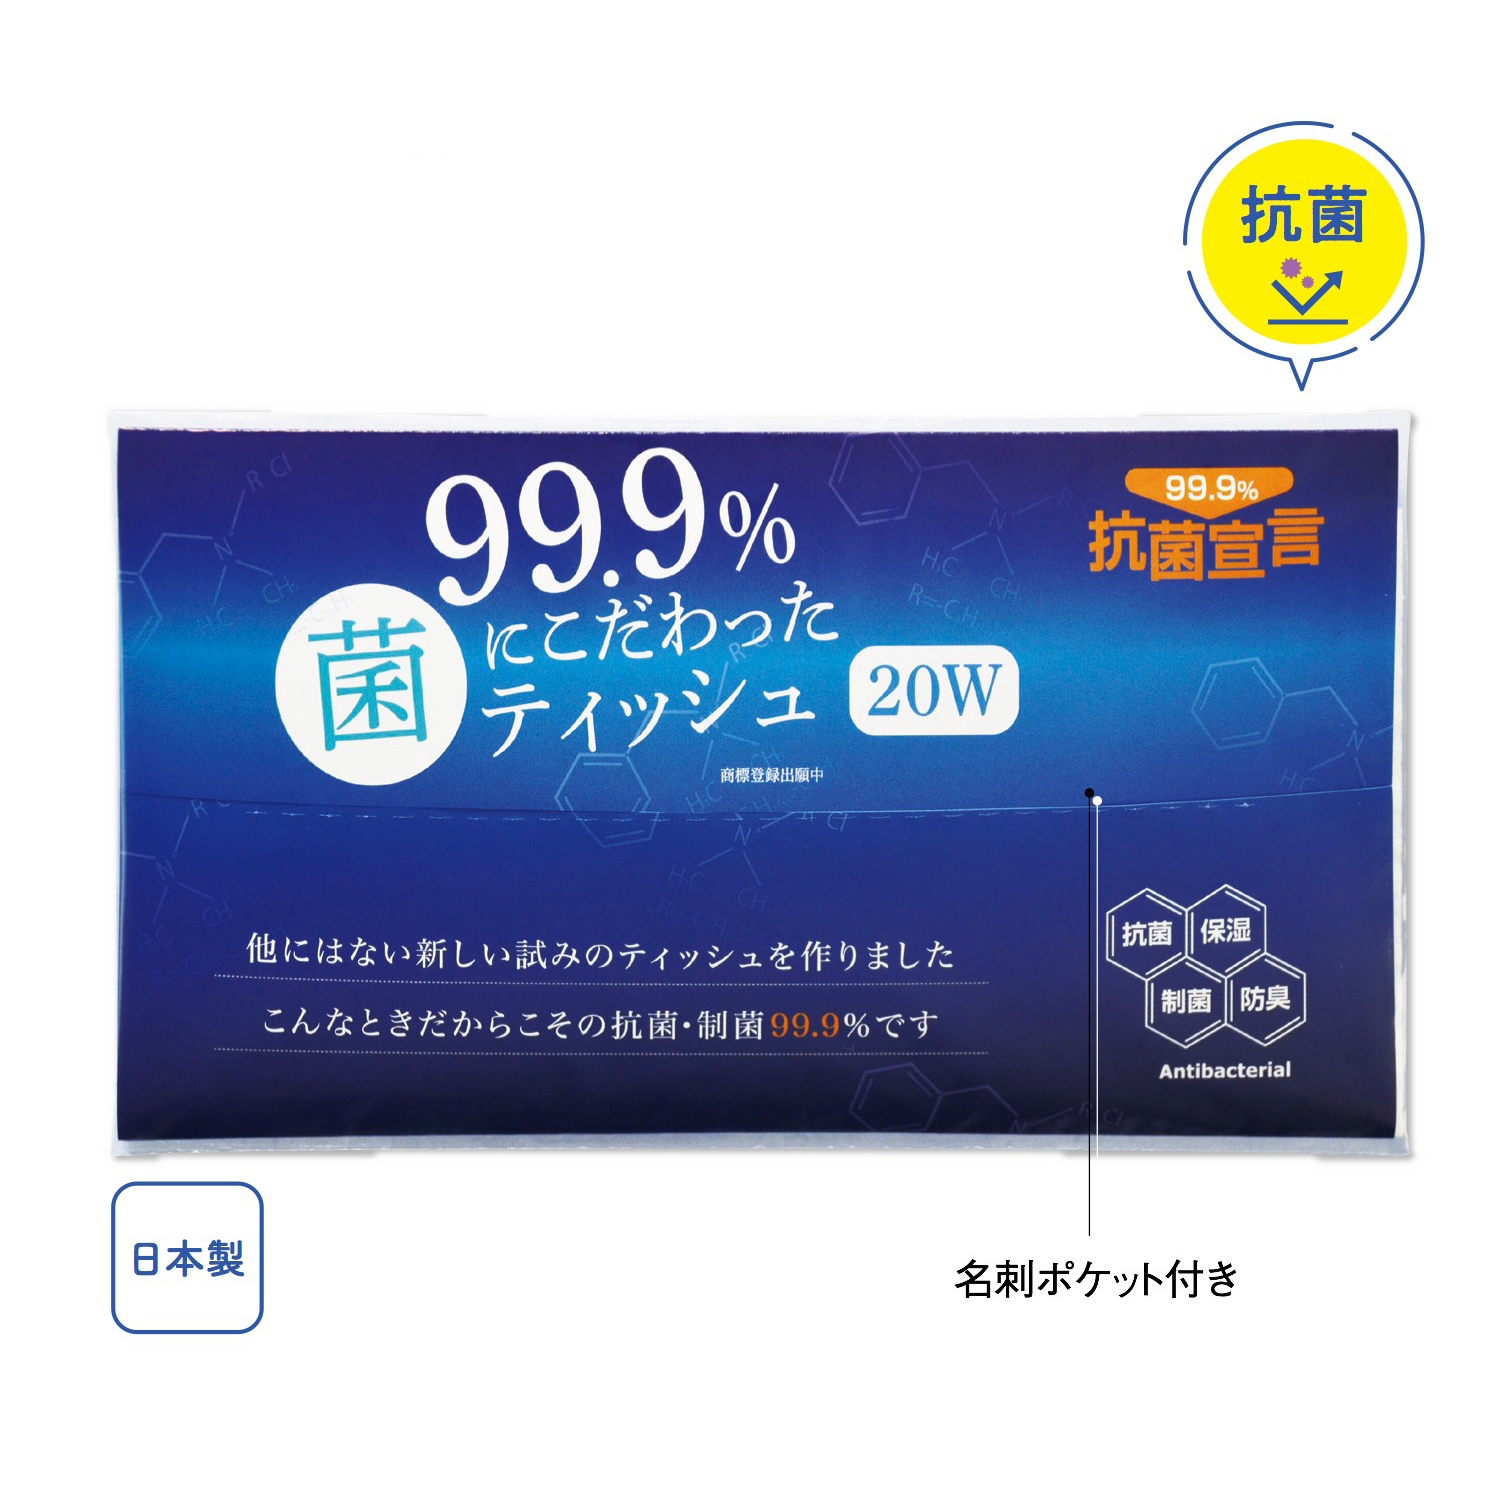 抗菌
99.9%
99.9%
抗菌宣言
菌
にこだわった
ティッシュ
20W
商標登録出願中
他にはない新しい試みのティッシュを作りました
こんなときだからこその抗菌・制菌99.9%です
抗菌
保湿
制菌
防臭
Antibacterial
日本製
名刺ポケット付き